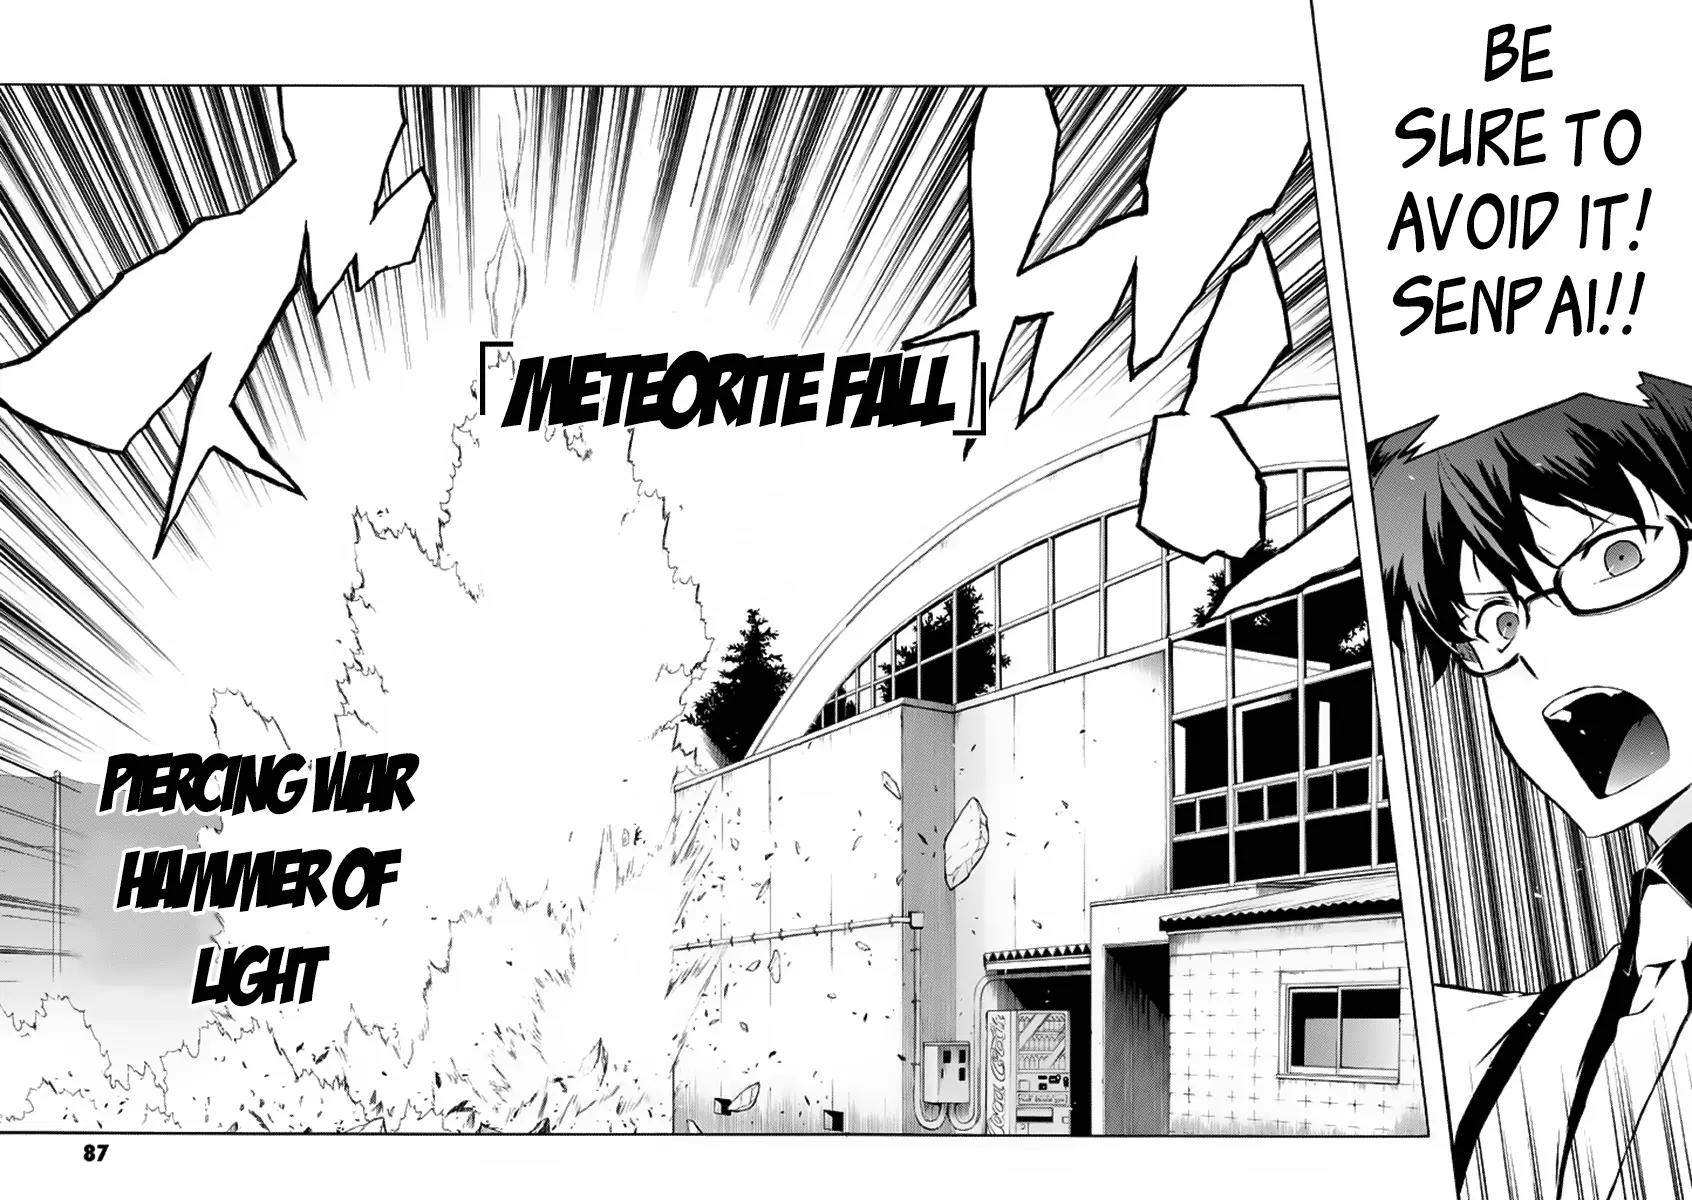 BE
SURE TO
AVOID IT!
SENPAI!!
「METEORITE FALL」
PIERCING WAR
HAMMER OF
LIGHT
87